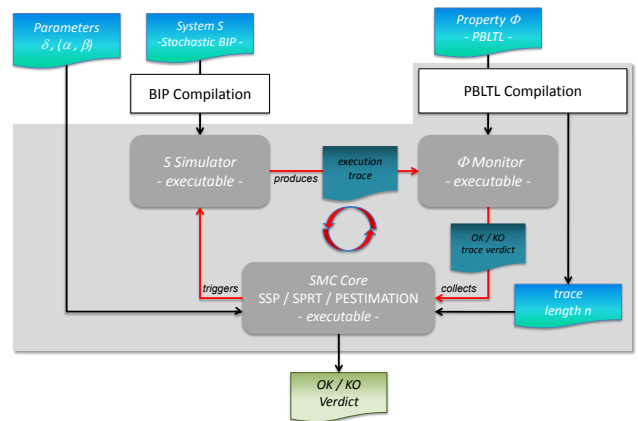 Parameters
δ, (α, β)
System S
-Stochastic BIP -
Property Φ
- PBLTL -
BIP Compilation
PBLTL Compilation
S Simulator
- executable -
produces
execution
trace
Φ Monitor
- executable -
OK / KO
trace verdict
triggers
SMC Core
SSP / SPRT / PESTIMATION
- executable -
collects
trace
length n
OK / KO
Verdict